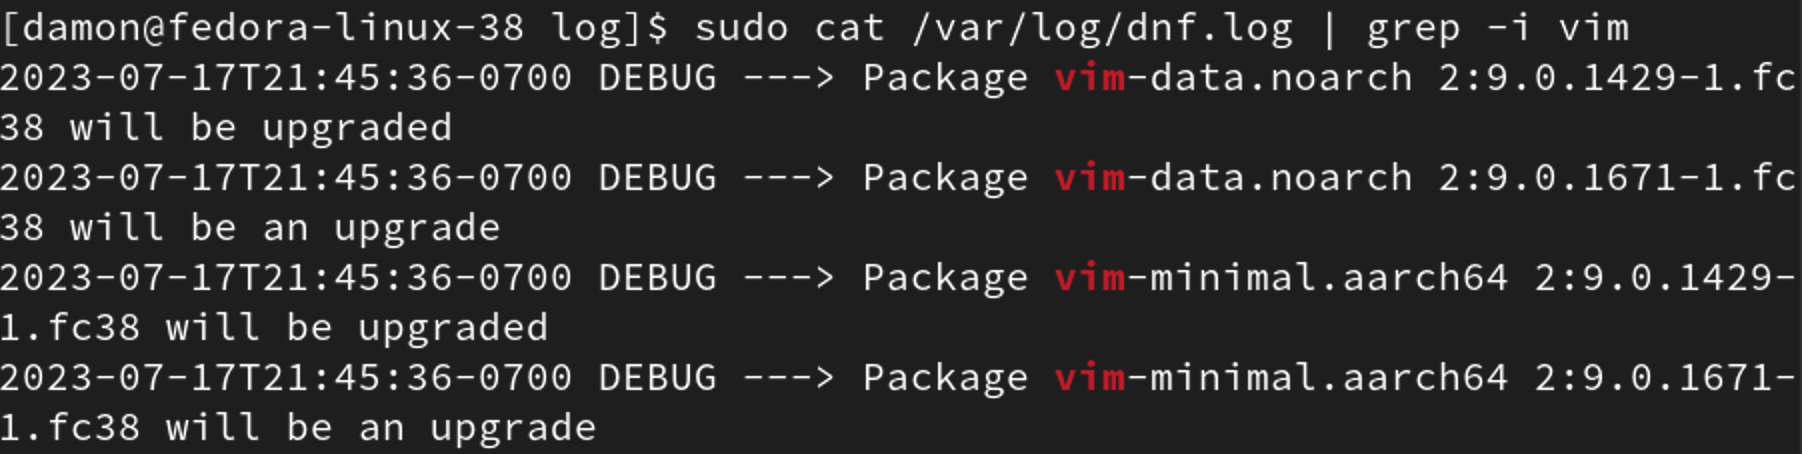 [damon@fedora-linux-38 log]$ sudo cat /var/log/dnf.log | grep -i vim
2023-07-17T21:45:36-0700 DEBUG ---> Package vim-data.noarch 2:9.0.1429-1.fc
38 will be upgraded
2023-07-17T21:45:36-0700 DEBUG ---> Package vim-data.noarch 2:9.0.1671-1.fc
38 will be an upgrade
2023-07-17T21:45:36-0700 DEBUG ---> Package vim-minimal.aarch64 2:9.0.1429-
1.fc38 will be upgraded
2023-07-17T21:45:36-0700 DEBUG ---> Package vim-minimal.aarch64 2:9.0.1671-
1.fc38 will be an upgrade